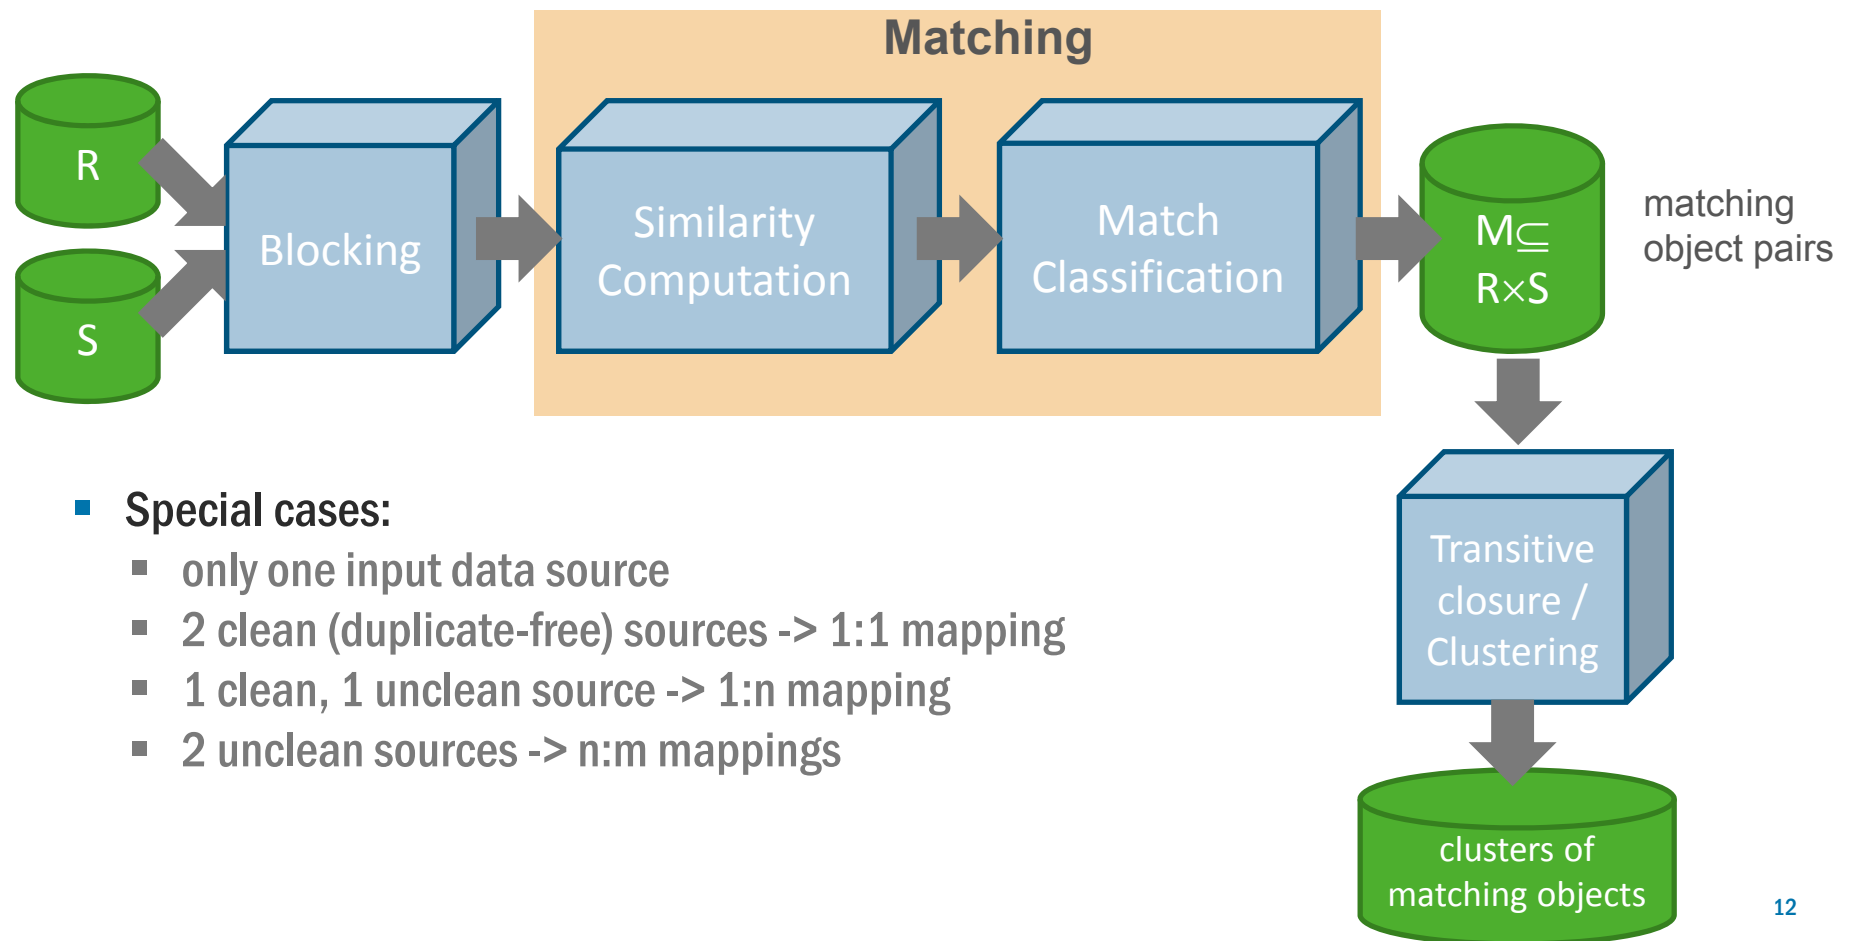 Matching
R
S
Blocking
Similarity
Computation
Match
Classification
M⊆
R×S
matching
object pairs
Transitive
closure /
Clustering
clusters of
matching objects
▪ Special cases:
▪ only one input data source
▪ 2 clean (duplicate-free) sources -> 1:1 mapping
▪ 1 clean, 1 unclean source -> 1:n mapping
▪ 2 unclean sources -> n:m mappings
12